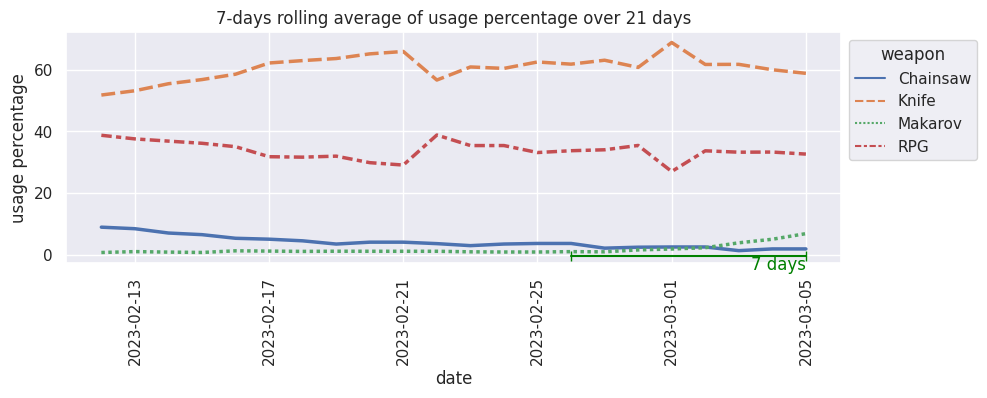 7-days rolling average of usage percentage over 21 days
usage percentage
60
40
20
0
7 days
2023-02-13
2023-02-17
2023-02-21
2023-02-25
2023-03-01
2023-03-05
date
weapon
Chainsaw
Knife
Makarov
RPG